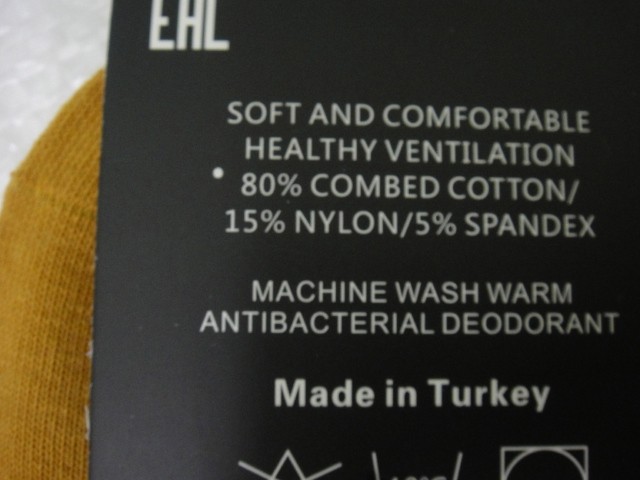 EAC
SOFT AND COMFORTABLE
HEALTHY VENTILATION
• 80% COMBED COTTON/
15% NYLON/5% SPANDEX
MACHINE WASH WARM
ANTIBACTERIAL DEODORANT
Made in Turkey